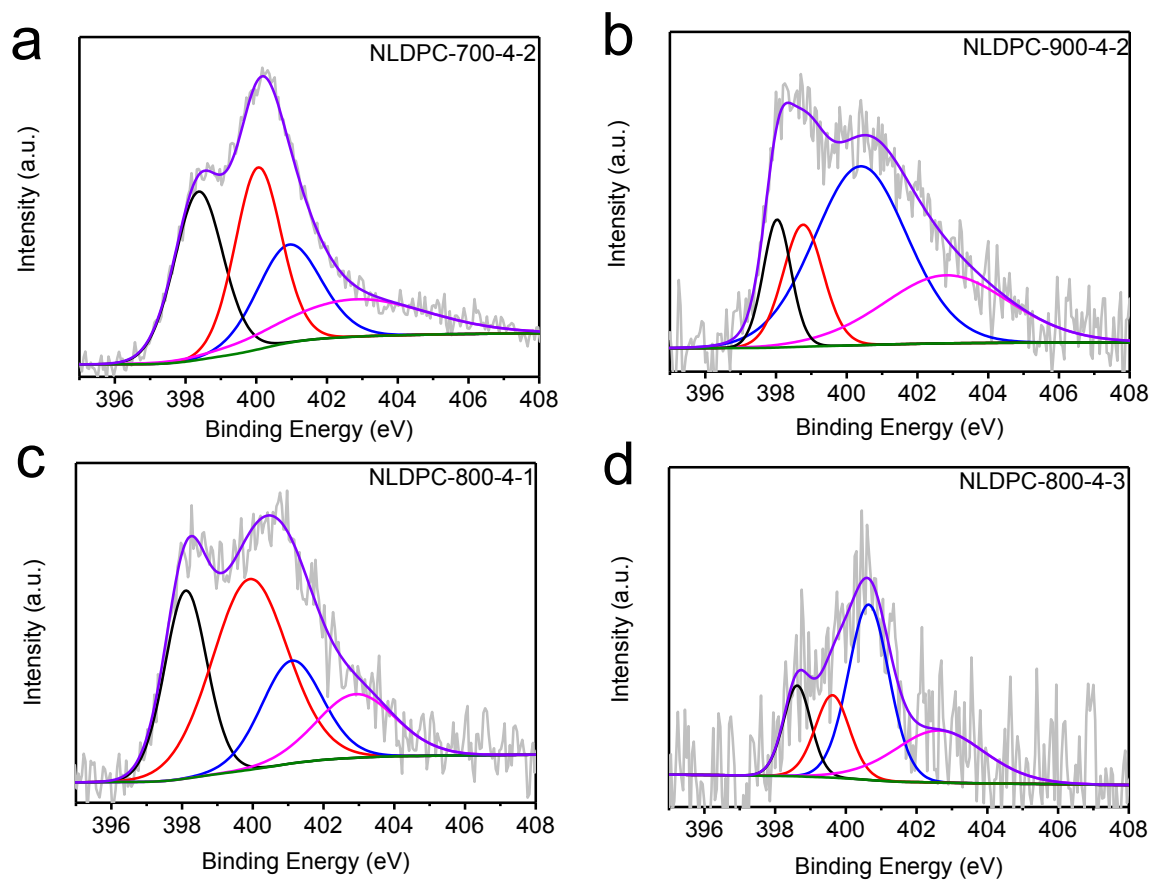 a
NLDPC-700-4-2
Intensity (a.u.)
396 398 400 402 404 406 408
Binding Energy (eV)
b
NLDPC-900-4-2
Intensity (a.u.)
396 398 400 402 404 406 408
Binding Energy (eV)
c
NLDPC-800-4-1
Intensity (a.u.)
396 398 400 402 404 406 408
Binding Energy (eV)
d
NLDPC-800-4-3
Intensity (a.u.)
396 398 400 402 404 406 408
Binding Energy (eV)